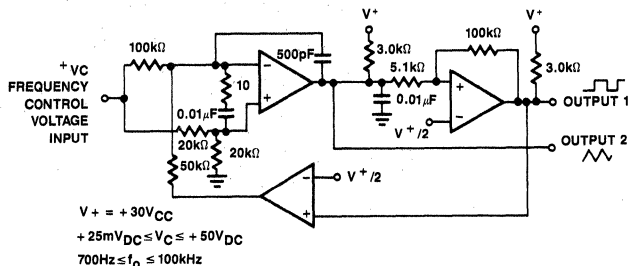 V+
V+
100kΩ
100kΩ
500pF
3.0kΩ
3.0kΩ
5.1kΩ
+VC
FREQUENCY
CONTROL
VOLTAGE
INPUT
−
+
10
0.01μF
0.01μF
+
−
V+/2
OUTPUT 1
OUTPUT 2
20kΩ
20kΩ
50kΩ
−
+
V+/2
V+ = +30VCC
+25mVDC ≤ VC ≤ +50VDC
700Hz ≤ fo ≤ 100kHz